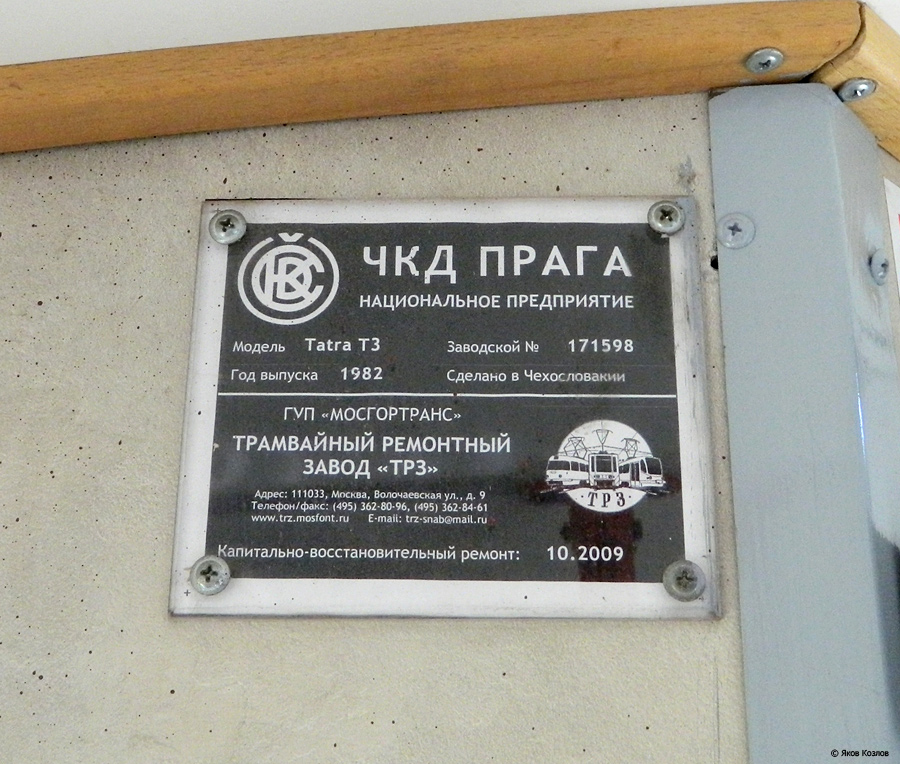 ЧКД ПРАГА
НАЦИОНАЛЬНОЕ ПРЕДПРИЯТИЕ
Модель Tatra T3 Заводской № 171598
Год выпуска 1982 Сделано в Чехословакии
ГУП «МОСГОРТРАНС»
ТРАМВАЙНЫЙ РЕМОНТНЫЙ
ЗАВОД «ТРЗ»
ТРЗ
Адрес: 111033, Москва, Волочаевская ул., д. 9
Телефон/факс: (495) 362-80-96, (495) 362-84-61
www.trz.mosfont.ru E-mail: trz-snab@mail.ru
Капитально-восстановительный ремонт: 10.2009
© Яков Козлов